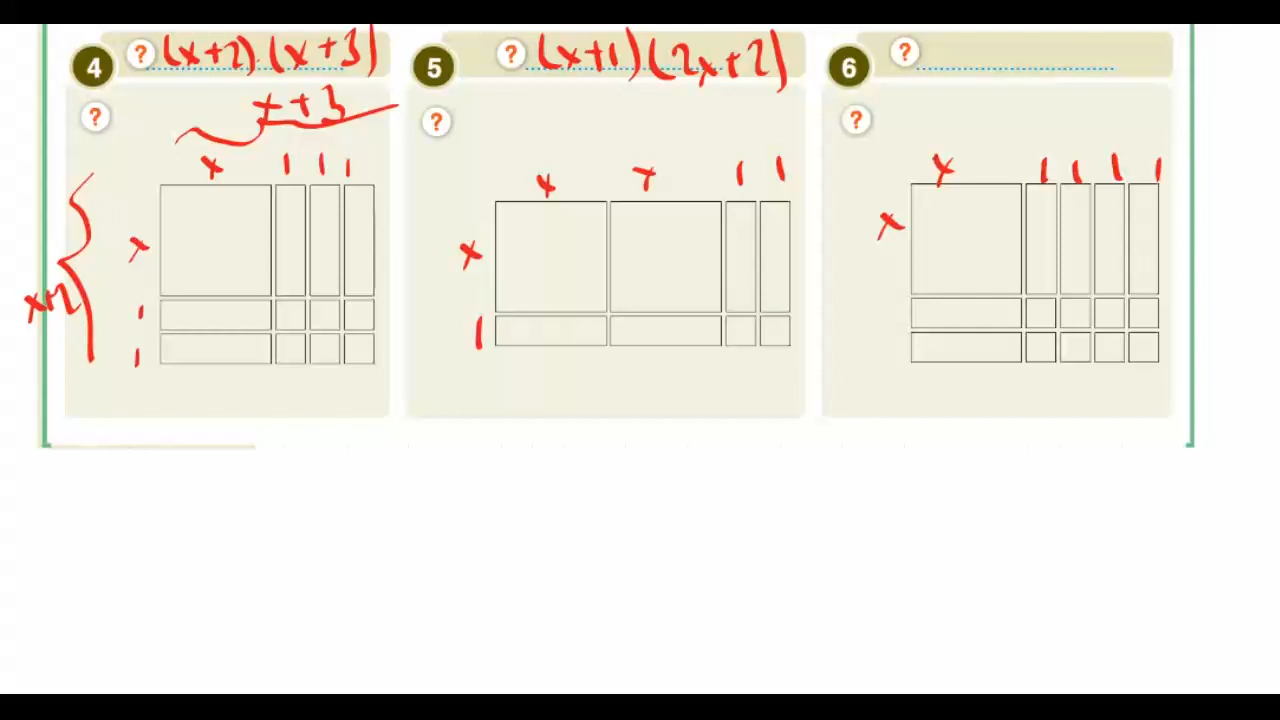 4 ? (x+2).(x+3) 5 ? (x+1)(2x+2) 6 ?
? x+3 ? ?
x 1 1 1 x x 1 1 x 1 1 1 1
x x x
x+2 1 1
1